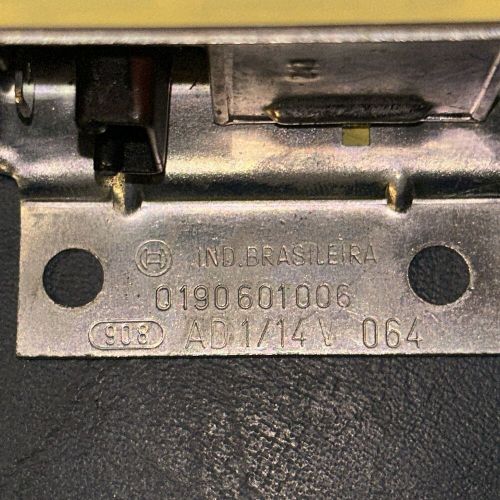 IND.BRASILEIRA
0190601006
908 AD1/14V 064